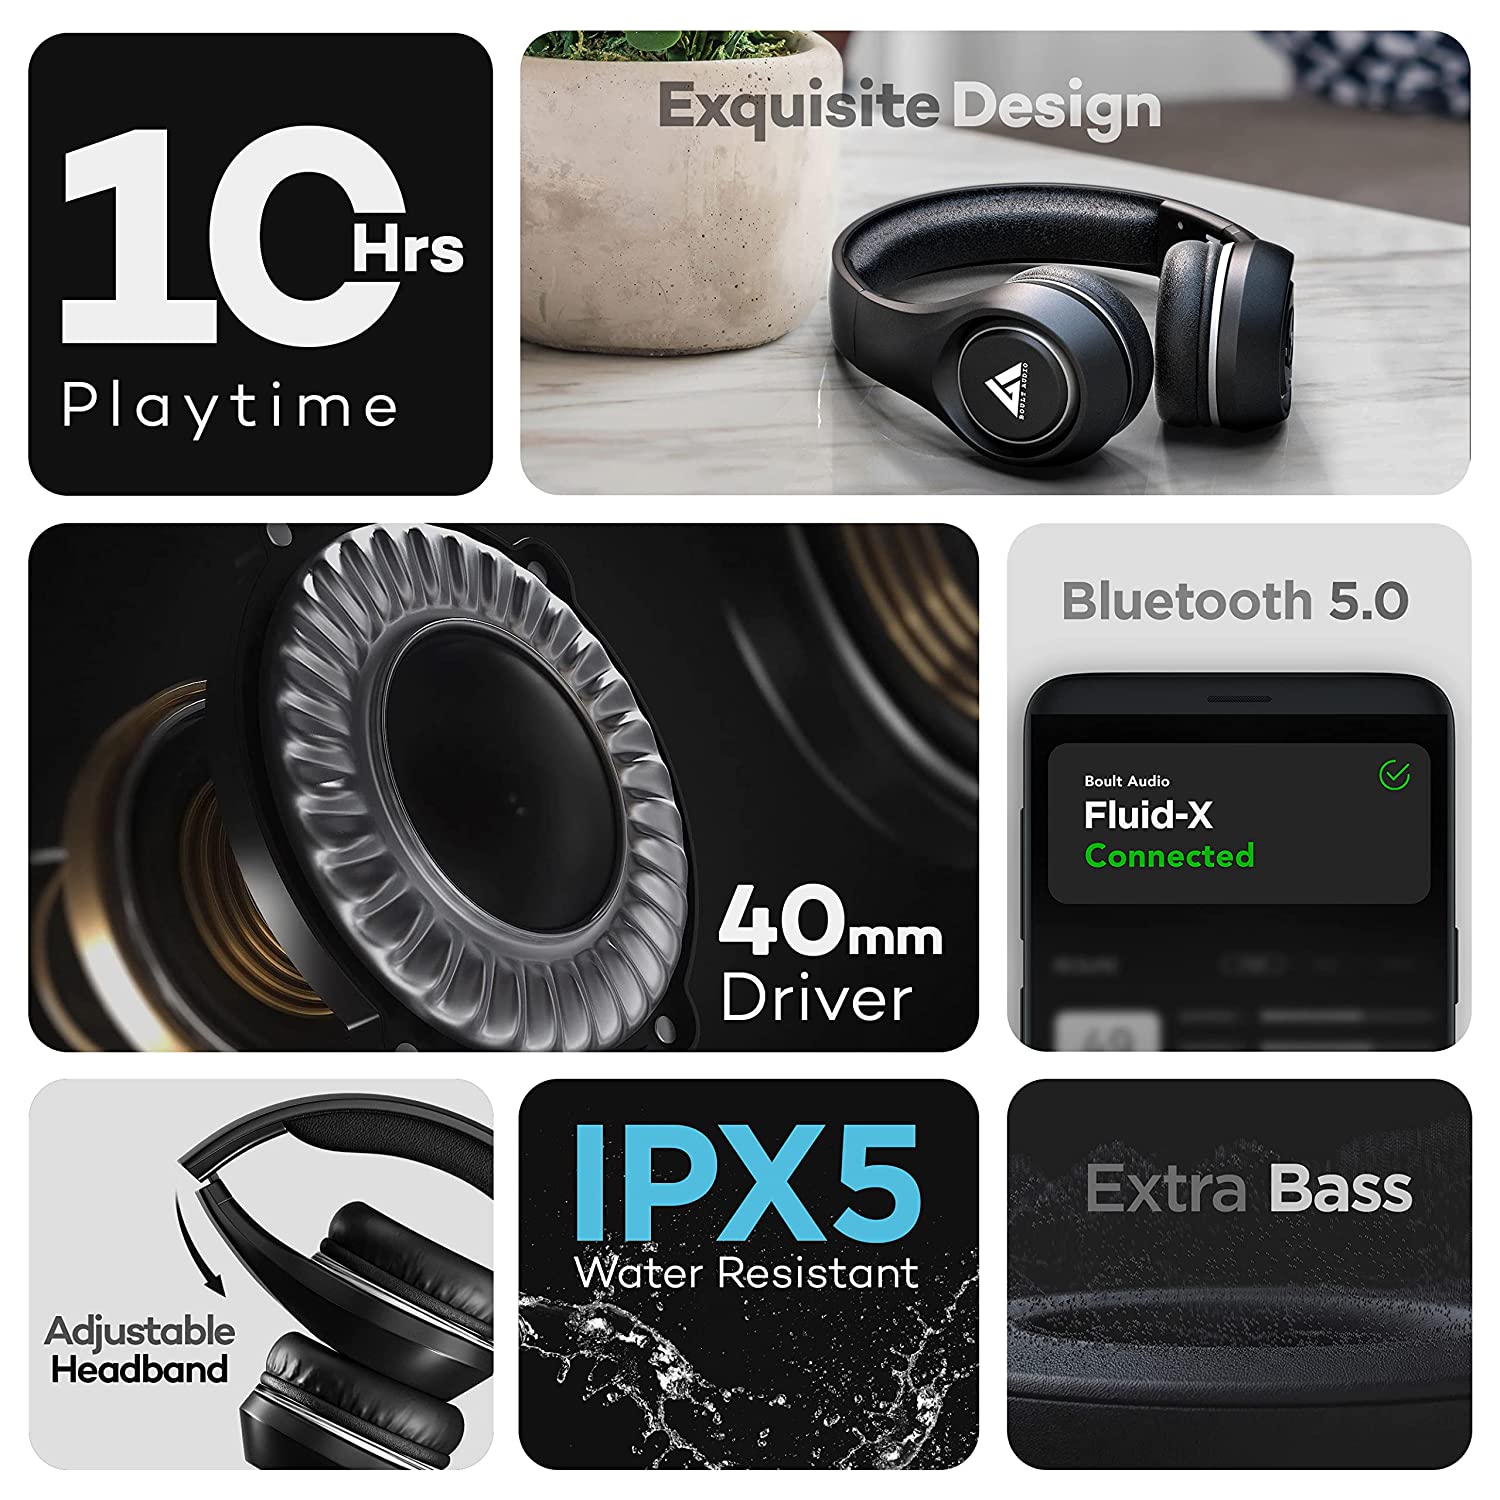 10 Hrs
Playtime
Exquisite Design
BOULT AUDIO
40mm
Driver
Bluetooth 5.0
Boult Audio
Fluid-X
Connected
Adjustable
Headband
IPX5
Water Resistant
Extra Bass